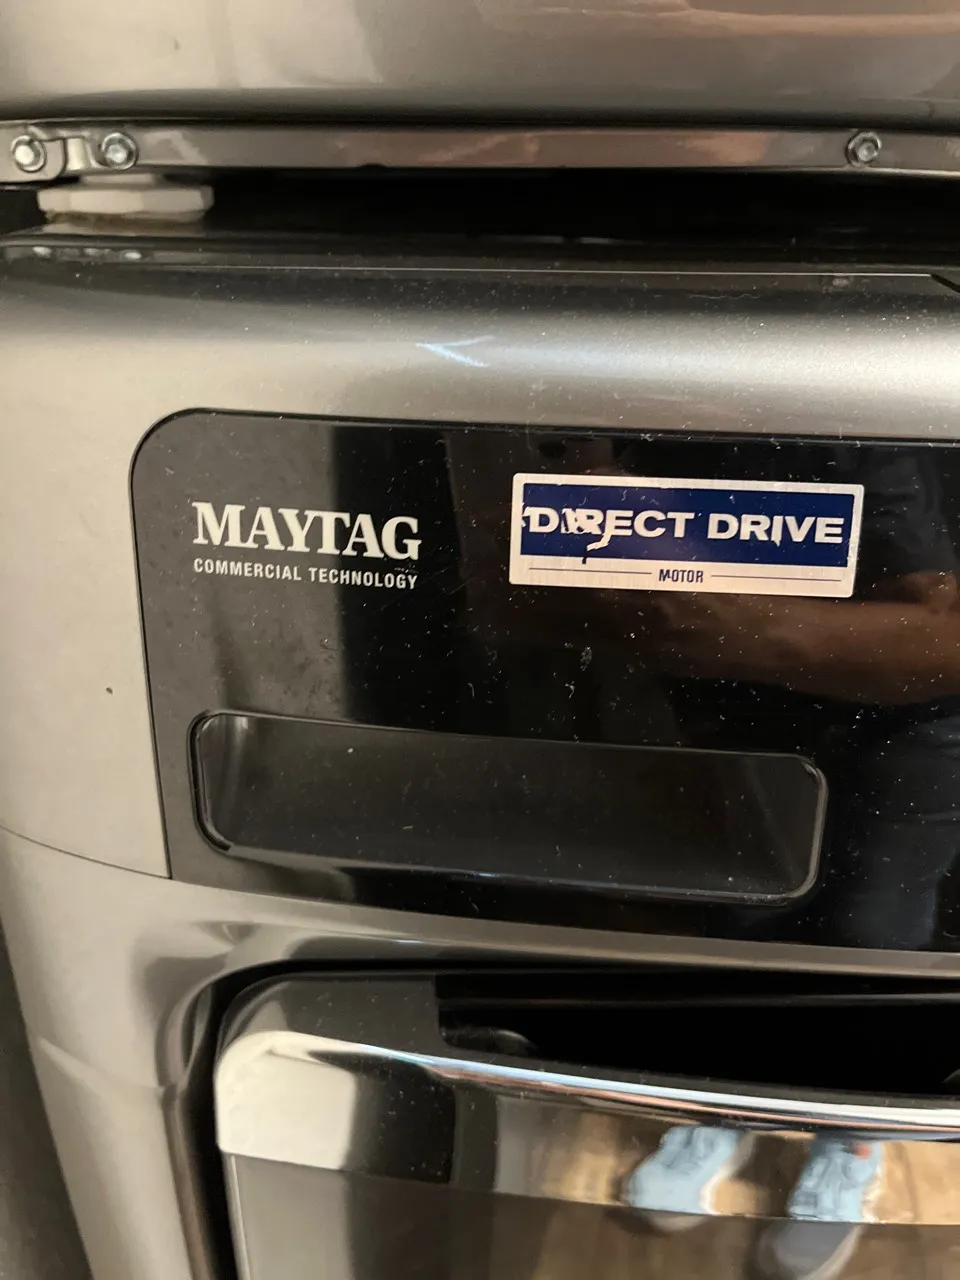 MAYTAG
COMMERCIAL TECHNOLOGY
DIRECT DRIVE
MOTOR